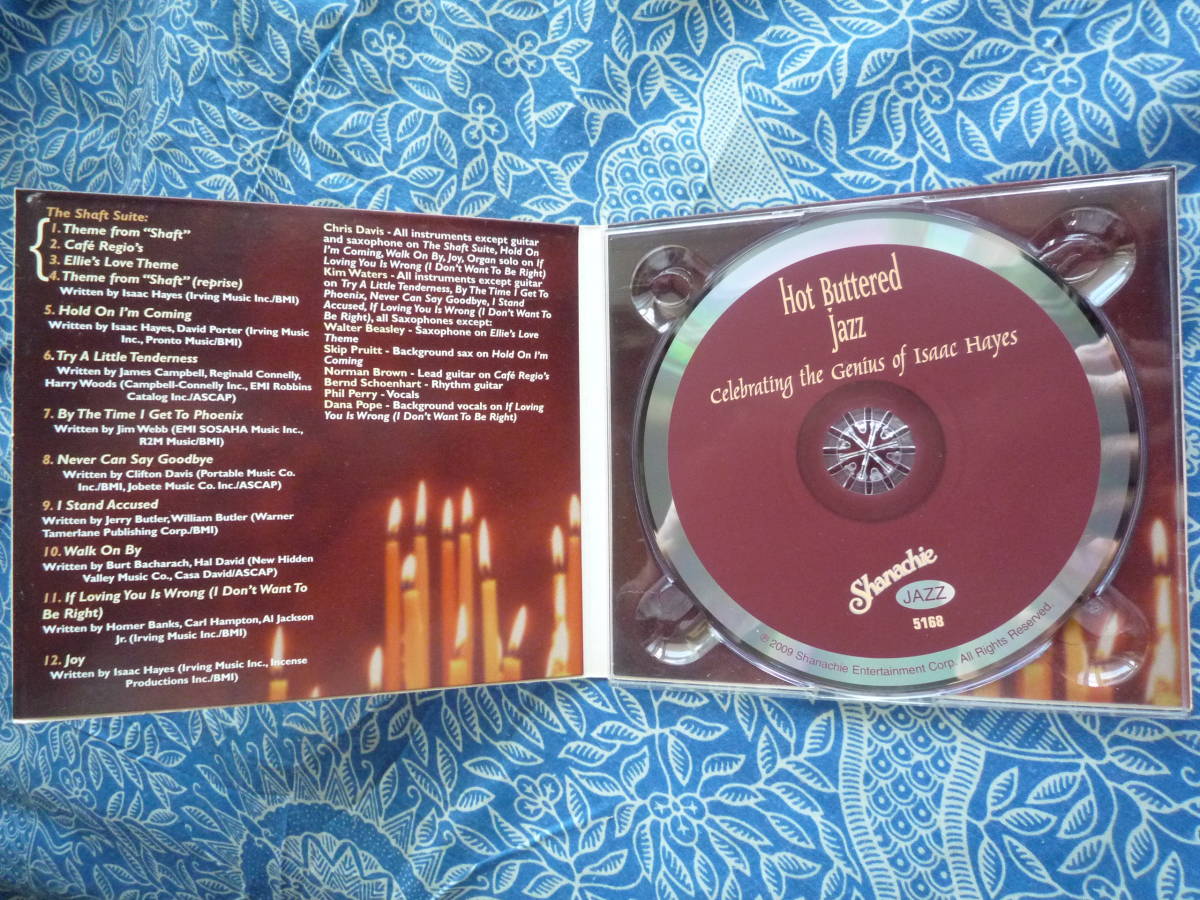 The Shaft Suite:
1. Theme from “Shaft”
2. Café Regio's
3. Ellie's Love Theme
4. Theme from “Shaft” (reprise)
Written by Isaac Hayes (Irving Music Inc./BMI)
5. Hold On I'm Coming
Written by Isaac Hayes, David Porter (Irving Music
Inc., Pronto Music/BMI)
6. Try A Little Tenderness
Written by James Campbell, Reginald Connelly,
Harry Woods (Campbell-Connelly Inc., EMI Robbins
Catalog Inc./ASCAP)
7. By The Time I Get To Phoenix
Written by Jim Webb (EMI SOSAHA Music Inc.,
R2M Music/BMI)
8. Never Can Say Goodbye
Written by Clifton Davis (Portable Music Co.
Inc./BMI, Jobete Music Co. Inc./ASCAP)
9. I Stand Accused
Written by Jerry Butler, William Butler (Warner
Tamerlane Publishing Corp./BMI)
10. Walk On By
Written by Burt Bacharach, Hal David (New Hidden
Valley Music Co., Casa David/ASCAP)
11. If Loving You Is Wrong (I Don't Want To
Be Right)
Written by Homer Banks, Carl Hampton, Al Jackson
Jr. (Irving Music Inc./BMI)
12. Joy
Written by Isaac Hayes (Irving Music Inc., Incense
Productions Inc./BMI)
Chris Davis - All instruments except guitar
and saxophone on The Shaft Suite, Hold On
I'm Coming, Walk On By, Joy, Organ solo on If
Loving You Is Wrong (I Don't Want To Be Right)
Kim Waters - All instruments except guitar
on Try A Little Tenderness, By The Time I Get To
Phoenix, Never Can Say Goodbye, I Stand
Accused, If Loving You Is Wrong (I Don't Want To
Be Right), all Saxophones except:
Walter Beasley - Saxophone on Ellie's Love
Theme
Skip Pruitt - Background sax on Hold On I'm
Coming
Norman Brown - Lead guitar on Café Regio's
Bernd Schoenhart - Rhythm guitar
Phil Perry - Vocals
Dana Pope - Background vocals on If Loving
You Is Wrong (I Don't Want To Be Right)
Hot Buttered
Jazz
Celebrating the Genius of Isaac Hayes
Shanachie
JAZZ
5168
℗ 2009 Shanachie Entertainment Corp. All Rights Reserved.